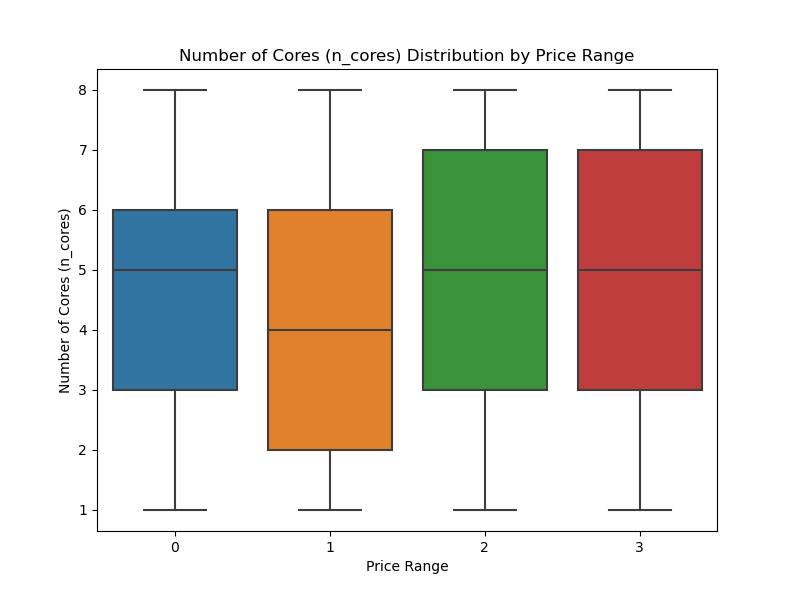 Number of Cores (n_cores) Distribution by Price Range
Number of Cores (n_cores)
8
7
6
5
4
3
2
1
0 1 2 3
Price Range